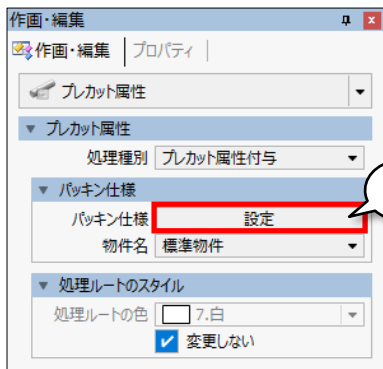 作画・編集
作画・編集 プロパティ
プレカット属性
プレカット属性
処理種別 プレカット属性付与
パッキン仕様
パッキン仕様 設定
物件名 標準物件
処理ルートのスタイル
処理ルートの色 7.白
変更しない